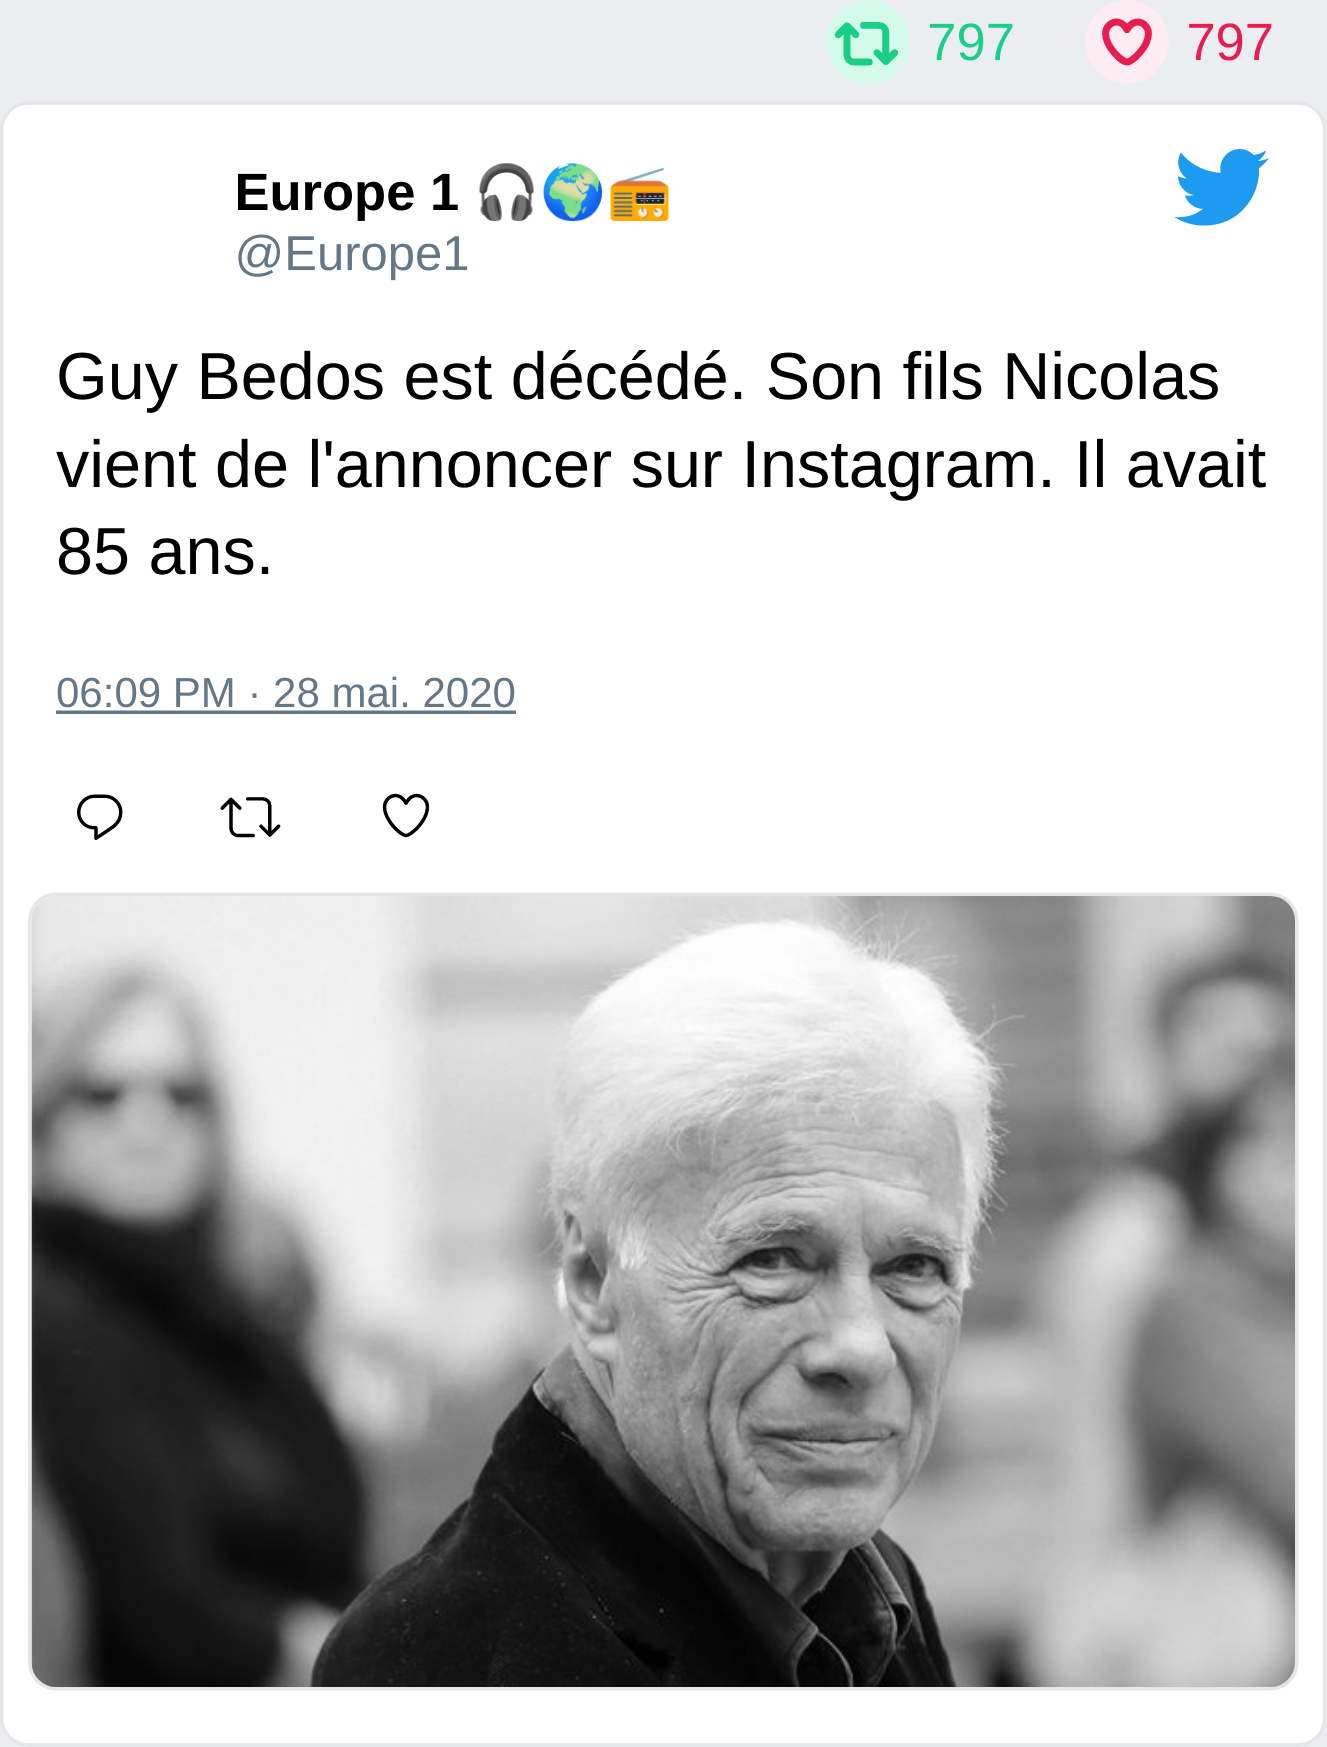 797 797
Europe 1 🎧🌍📻
@Europe1
Guy Bedos est décédé. Son fils Nicolas
vient de l'annoncer sur Instagram. Il avait
85 ans.
06:09 PM · 28 mai. 2020